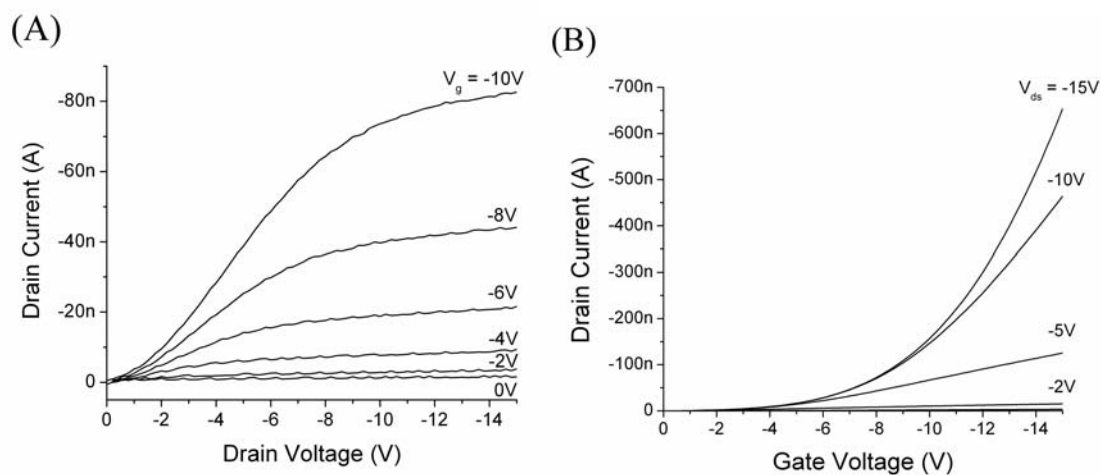 (A)
Drain Current (A)
-80n
-60n
-40n
-20n
0
V_g = -10V
-8V
-6V
-4V
-2V
0V
0 -2 -4 -6 -8 -10 -12 -14
Drain Voltage (V)
(B)
Drain Current (A)
-700n
-600n
-500n
-400n
-300n
-200n
-100n
0
V_ds = -15V
-10V
-5V
-2V
0 -2 -4 -6 -8 -10 -12 -14
Gate Voltage (V)